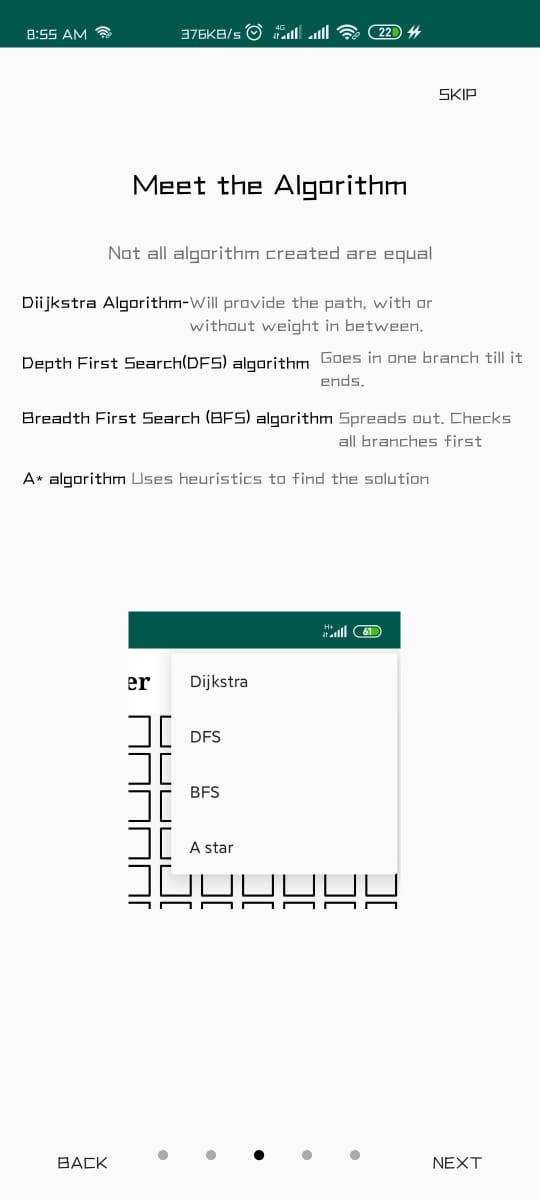 8:55 AM 376KB/s 4G 22
SKIP
Meet the Algorithm
Not all algorithm created are equal
Diijkstra Algorithm-Will provide the path, with or
without weight in between.
Depth First Search(DFS) algorithm Goes in one branch till it
ends.
Breadth First Search (BFS) algorithm Spreads out. Checks
all branches first
A* algorithm Uses heuristics to find the solution
H+ 61
er
Dijkstra
DFS
BFS
A star
BACK
NEXT